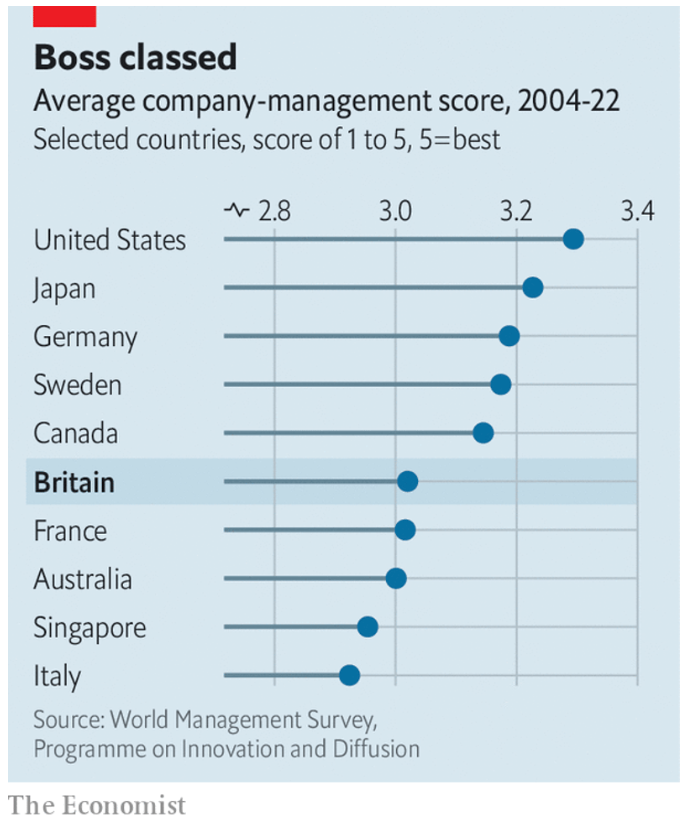 Boss classed
Average company-management score, 2004-22
Selected countries, score of 1 to 5, 5=best
2.8 3.0 3.2 3.4
United States
Japan
Germany
Sweden
Canada
Britain
France
Australia
Singapore
Italy
Source: World Management Survey,
Programme on Innovation and Diffusion
The Economist